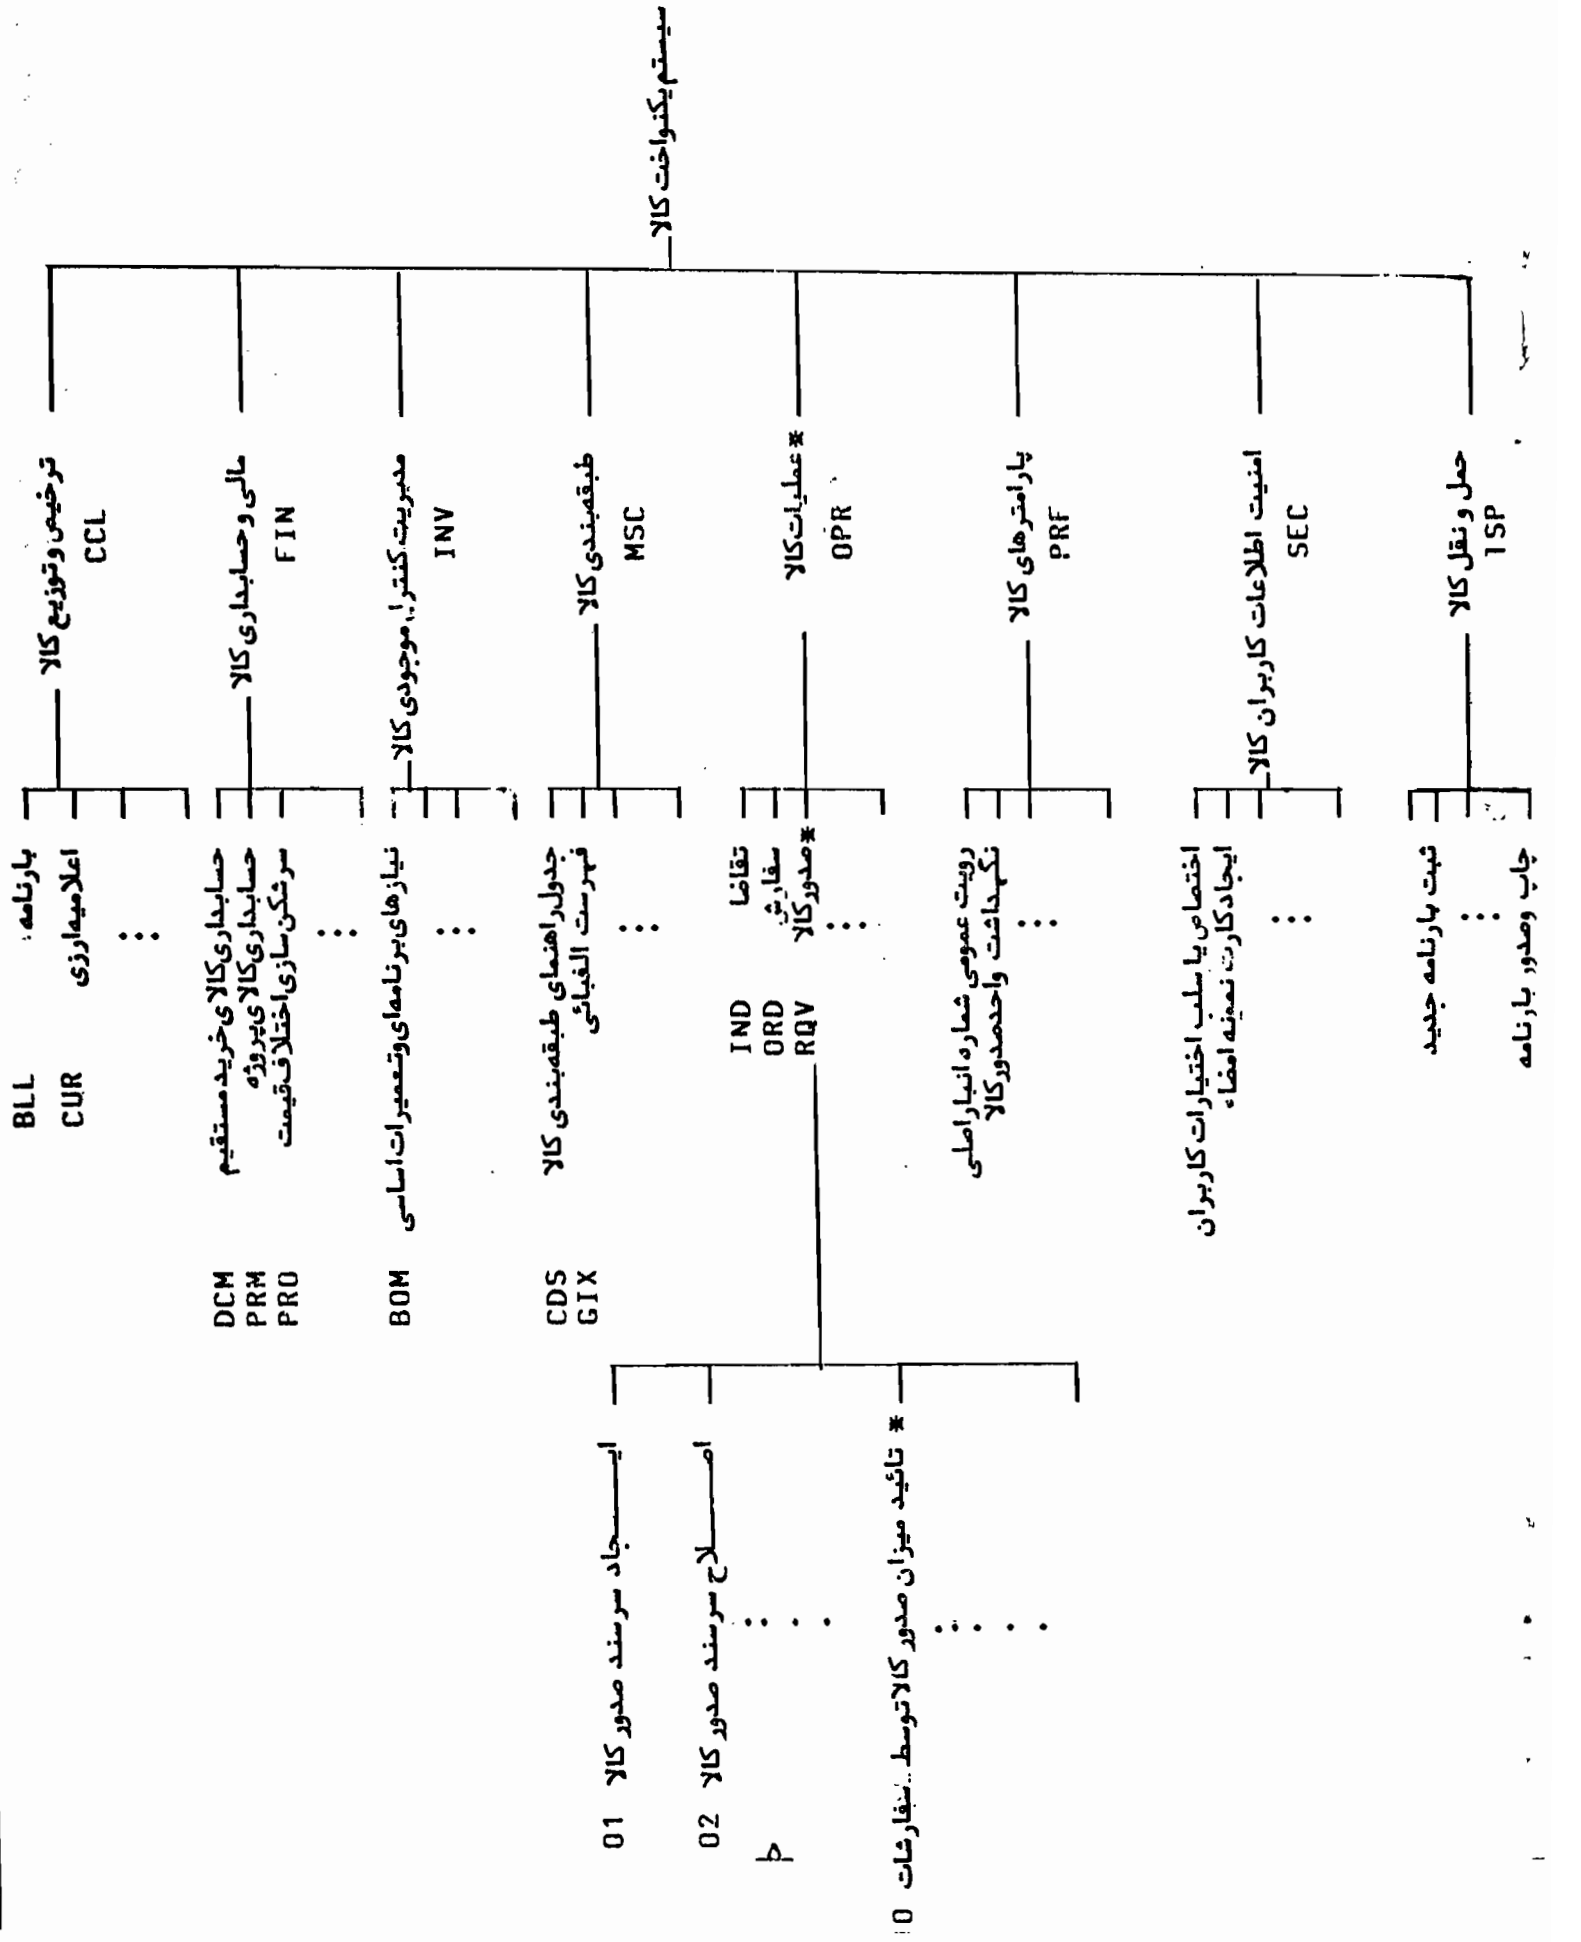 سیستم یکنواخت کالا
ترخیص و توزیع کالا
CCL
بارنامه
BLL
اعلامیه ارزی
CUR
مالی و حسابداری کالا
FIN
حسابداری کالای خرید مستقیم
DCM
حسابداری کالای پروژه
PRM
سرشکن سازی اختلاف قیمت
PRO
مدیریت کنترل موجودی کالا
INV
نیازهای برنامه ای و تعمیرات اساسی
BOM
طبقه بندی کالا
MSC
جدول راهنمای طبقه بندی کالا
CDS
فهرست الفبائی
GIX
* عملیات کالا
OPR
تقاضا
IND
سفارش
ORD
* صدور کالا
RQV
ایـــجاد سرسند صدور کالا
01
اصـــلاح سرسند صدور کالا
02
* تائید میزان صدور کالا توسط سفارشات
پارامترهای کالا
PRF
رویت عمومی شماره انبار اصلی
نگهداشت واحد صدور کالا
امنیت اطلاعات کاربران کالا
SEC
اختصاص یا سلب اختیارات کاربران
ایجاد کارت نمونه امضاء
حمل و نقل کالا
TSP
ثبت بارنامه جدید
چاپ و صدور بارنامه